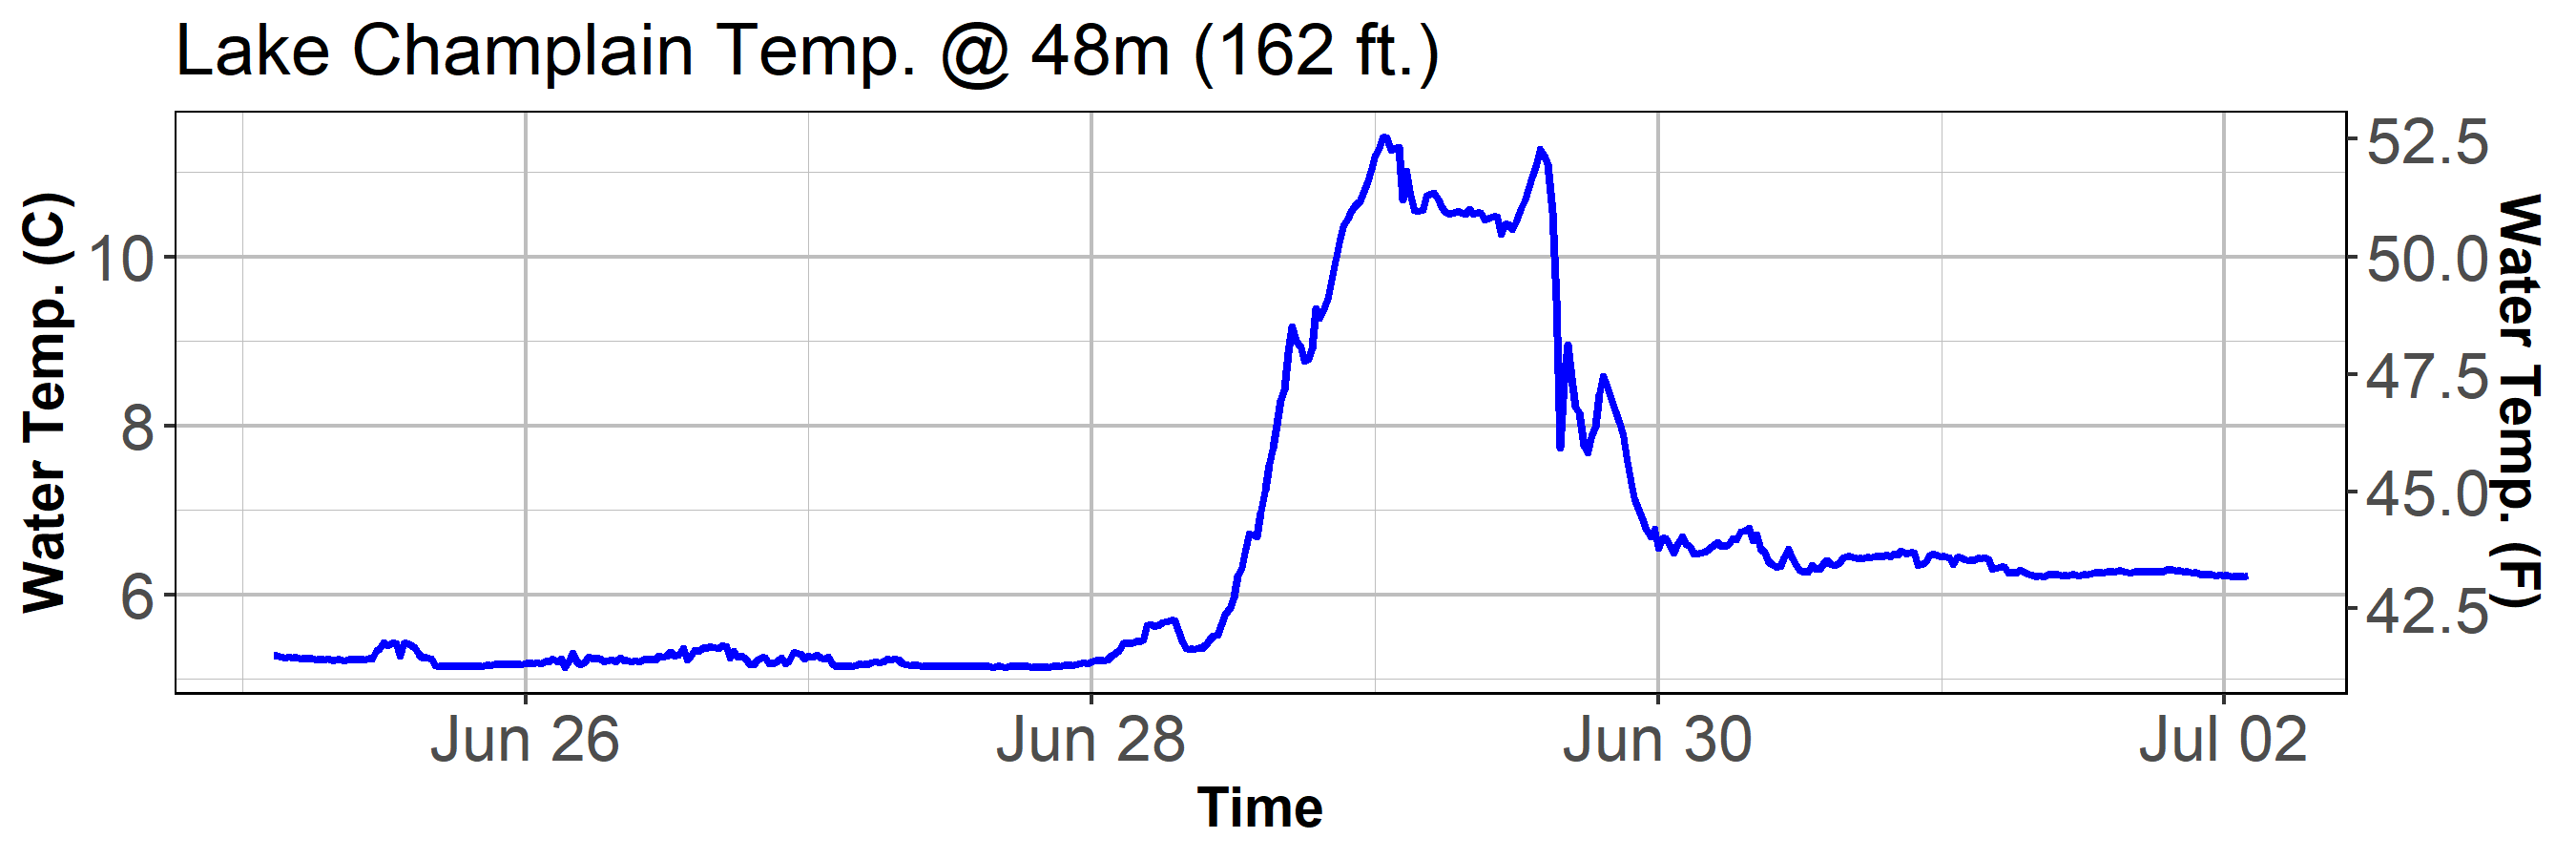 Lake Champlain Temp. @ 48m (162 ft.)
Water Temp. (C)
10
8
6
52.5
50.0
47.5
45.0
42.5
Water Temp. (F)
Jun 26
Jun 28
Jun 30
Jul 02
Time